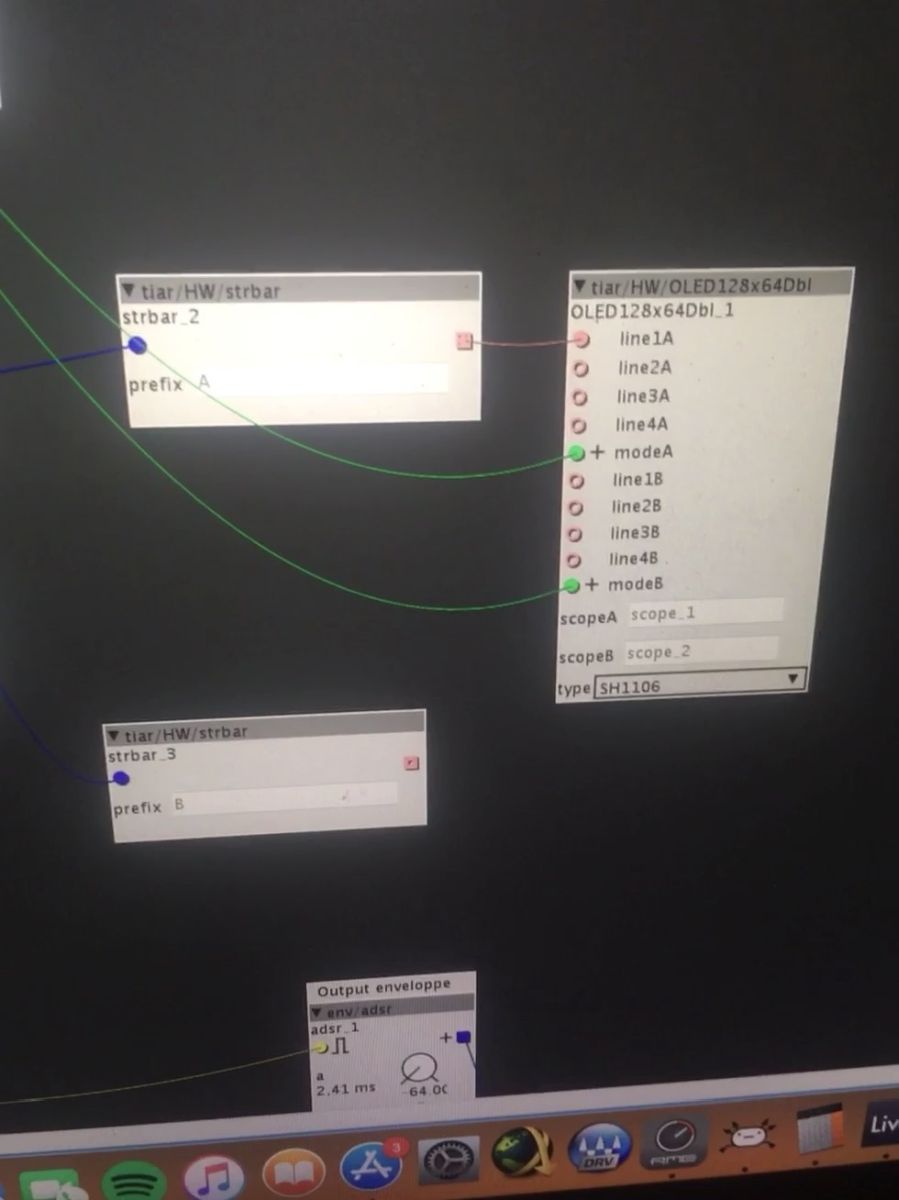 tiar/HW/strbar
strbar_2
prefix A
tiar/HW/OLED128x64Dbl
OLED128x64Dbl_1
line1A
line2A
line3A
line4A
+ modeA
line1B
line2B
line3B
line4B
+ modeB
scopeA scope_1
scopeB scope_2
type SH1106
tiar/HW/strbar
strbar_3
prefix B
Output enveloppe
env/adsr
adsr_1
+
a
2.41 ms
-64.00
3
DRV
RME
Liv